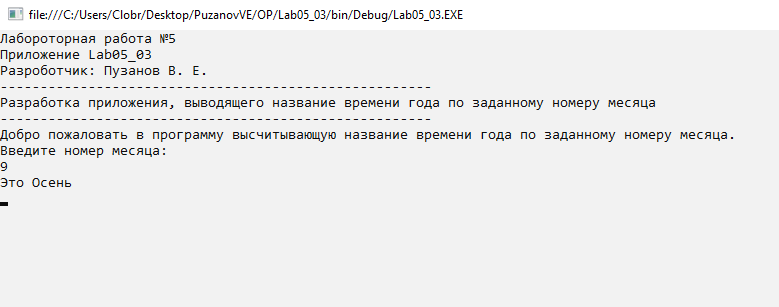 file:///C:/Users/Clobr/Desktop/PuzanovVE/OP/Lab05_03/bin/Debug/Lab05_03.EXE
Лабороторная работа №5
Приложение Lab05_03
Разроботчик: Пузанов В. Е.
------------------------------------------------------
Разработка приложения, выводящего название времени года по заданному номеру месяца
------------------------------------------------------
Добро пожаловать в программу высчитывающую название времени года по заданному номеру месяца.
Введите номер месяца:
9
Это Осень